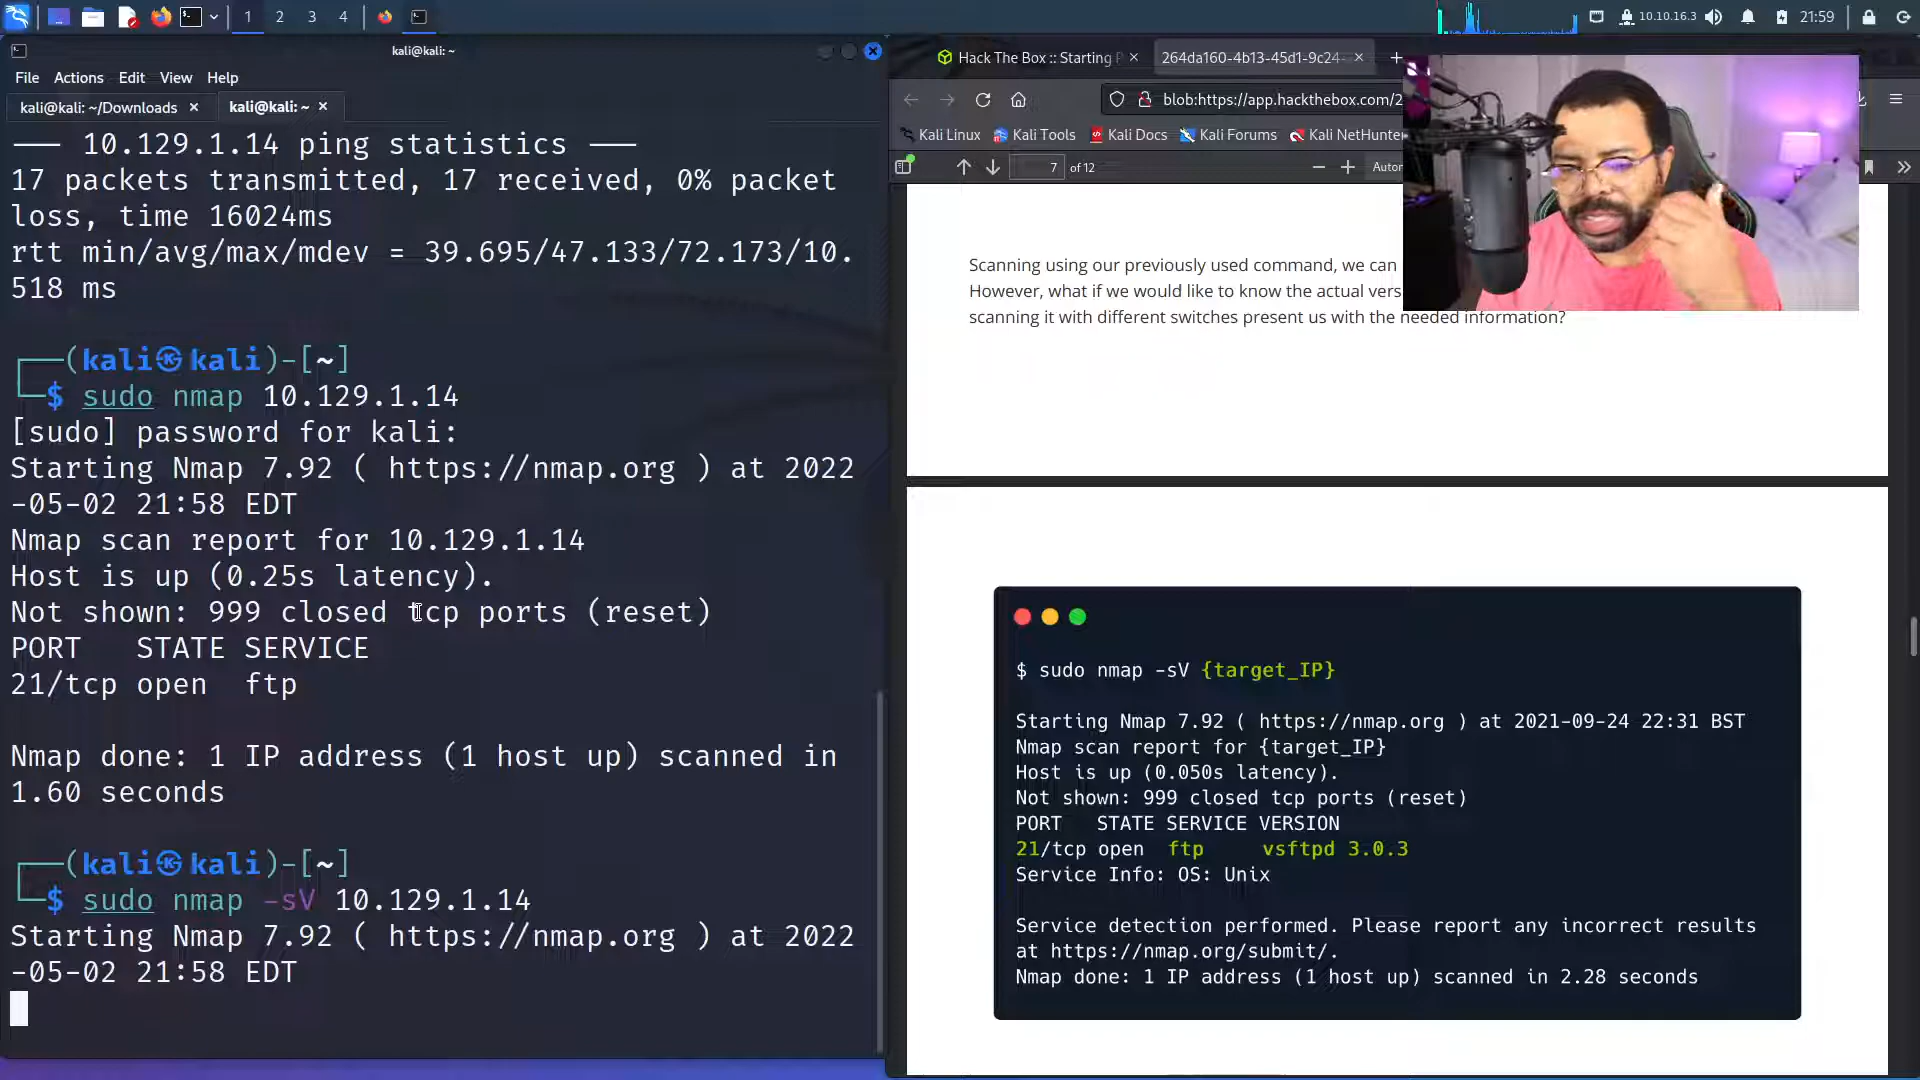 1
2
3
4
10.10.16.3
21:59
kali@kali: ~
File Actions Edit View Help
kali@kali: ~/Downloads
kali@kali: ~
— 10.129.1.14 ping statistics —
17 packets transmitted, 17 received, 0% packet
loss, time 16024ms
rtt min/avg/max/mdev = 39.695/47.133/72.173/10.
518 ms
(kali㉿kali)-[~]
$ sudo nmap 10.129.1.14
[sudo] password for kali:
Starting Nmap 7.92 ( https://nmap.org ) at 2022
-05-02 21:58 EDT
Nmap scan report for 10.129.1.14
Host is up (0.25s latency).
Not shown: 999 closed tcp ports (reset)
PORT STATE SERVICE
21/tcp open ftp
Nmap done: 1 IP address (1 host up) scanned in
1.60 seconds
(kali㉿kali)-[~]
$ sudo nmap -sV 10.129.1.14
Starting Nmap 7.92 ( https://nmap.org ) at 2022
-05-02 21:58 EDT
Hack The Box :: Starting P
264da160-4b13-45d1-9c24-
blob:https://app.hackthebox.com/2
Kali Linux Kali Tools Kali Docs Kali Forums Kali NetHunter
7 of 12
Scanning using our previously used command, we can
However, what if we would like to know the actual vers
scanning it with different switches present us with the needed information?
$ sudo nmap -sV {target_IP}
Starting Nmap 7.92 ( https://nmap.org ) at 2021-09-24 22:31 BST
Nmap scan report for {target_IP}
Host is up (0.050s latency).
Not shown: 999 closed tcp ports (reset)
PORT STATE SERVICE VERSION
21/tcp open ftp vsftpd 3.0.3
Service Info: OS: Unix
Service detection performed. Please report any incorrect results
at https://nmap.org/submit/.
Nmap done: 1 IP address (1 host up) scanned in 2.28 seconds